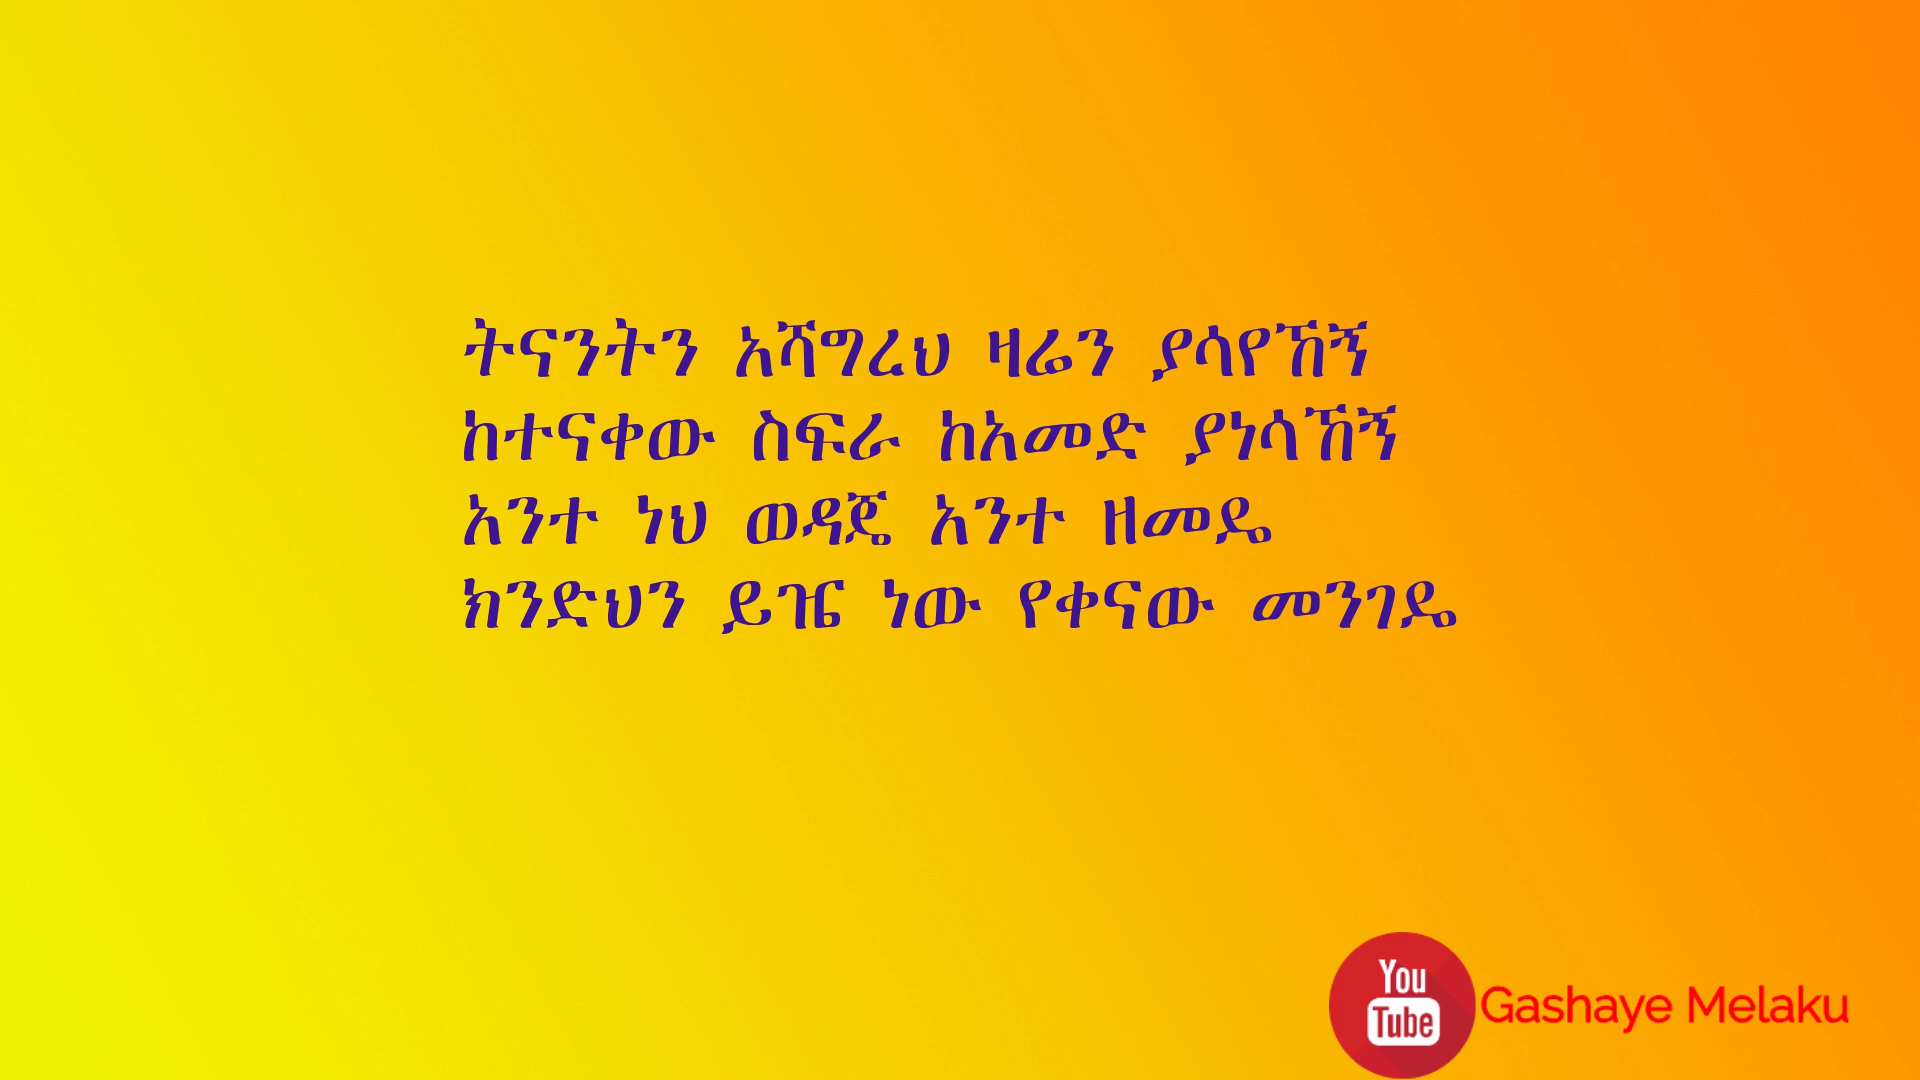 ትናንትን አሻግረህ ዛሬን ያሳየኸኝ
ከተናቀው ስፍራ ከአመድ ያነሳኸኝ
አንተ ነህ ወዳጄ አንተ ዘመዴ
ክንድህን ይዤ ነው የቀናው መንገዴ
You
Tube
Gashaye Melaku